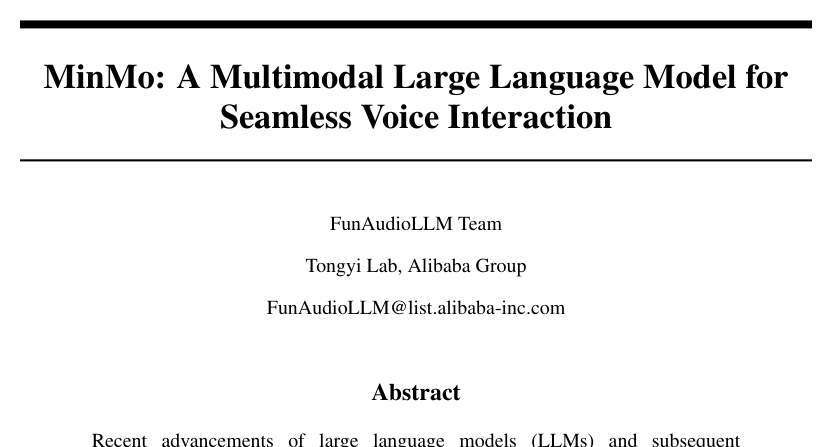 MinMo: A Multimodal Large Language Model for
Seamless Voice Interaction
FunAudioLLM Team
Tongyi Lab, Alibaba Group
FunAudioLLM@list.alibaba-inc.com
Abstract
Recent advancements of large language models (LLMs) and subsequent